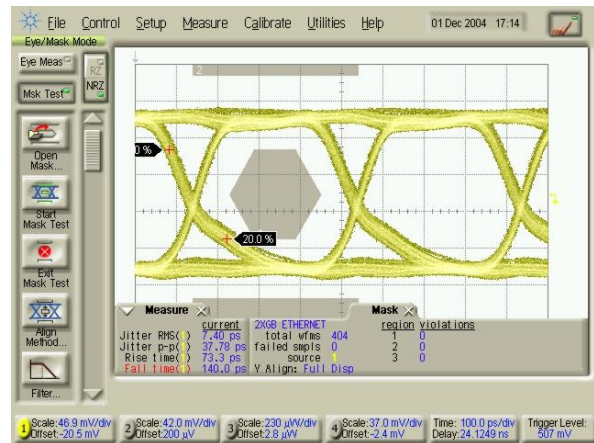 File Control Setup Measure Calibrate Utilities Help 01 Dec 2004 17:14
Eye/Mask Mode
Eye Meas
RZ
NRZ
Msk Test
Open
Mask...
Start
Mask Test
Exit
Mask Test
Align
Method...
Filter...
2
0 %
20.0 %
Measure Mask
current 2XGB ETHERNET region violations
Jitter RMS(1) 7.40 ps total wfms 404 1 0
Jitter p-p(1) 37.78 ps failed smpls 0 2 0
Rise time(1) 73.3 ps source 1 3 0
Fall time(1) 140.0 ps Y Align: Full Disp
1 Scale:46.9 mV/div 2 Scale:42.0 mV/div 3 Scale:230 µW/div 4 Scale:37.0 mV/div Time: 100.0 ps/div Trigger Level:
Offset:-20.5 mV Offset:200 µV Offset:2.8 µW Offset:-2.4 mV Delay:24.1249 ns 507 mV